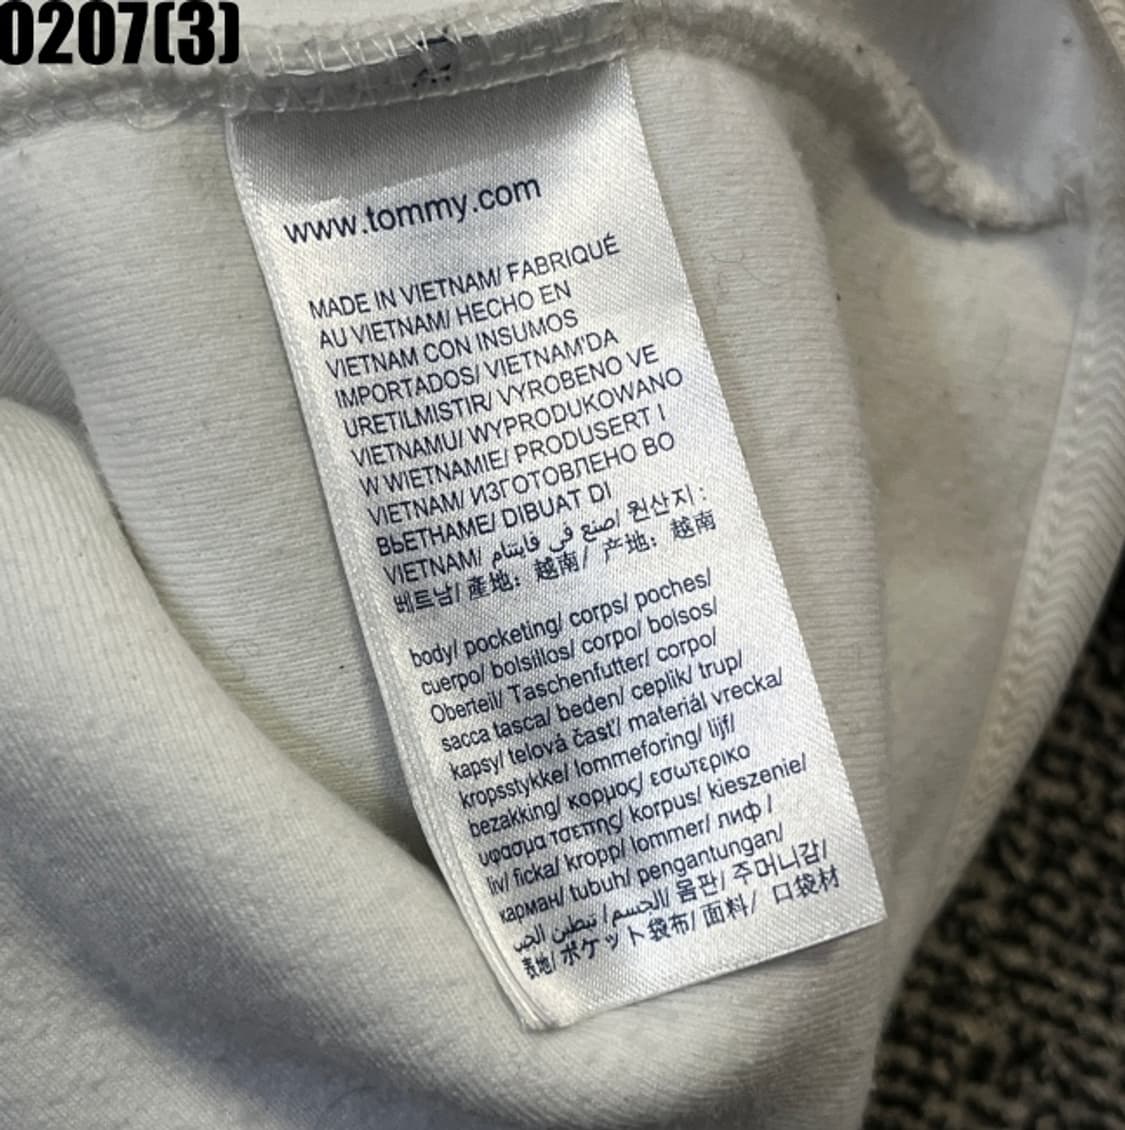 0207(3)
www.tommy.com
MADE IN VIETNAM/ FABRIQUÉ
AU VIETNAM/ HECHO EN
VIETNAM CON INSUMOS
IMPORTADOS/ VIETNAM'DA
URETILMISTIR/ VYROBENO VE
VIETNAMU/ WYPRODUKOWANO
W WIETNAMIE/ PRODUSERT I
VIETNAM/ ИЗГОТОВЛЕНО ВО
ВЬЕТНАМЕ/ DIBUAT DI
VIETNAM/ صنع في فايتنام/ 원산지 :
베트남/ 產地：越南/ 产地：越南
body/ pocketing/ corps/ poches/
cuerpo/ bolsillos/ corpo/ bolsos/
Oberteil/ Taschenfutter/ corpo/
sacca tasca/ beden/ ceplik/ trup/
kapsy/ telová časť/ materiál vrecka/
kropsstykke/ lommeforing/ lijf/
bezakking/ κορμος/ εσωτερικο
υφασμα τσεπης/ korpus/ kieszenie/
liv/ ficka/ kropp/ lommer/ лиф /
карман/ tubuh/ pengantungan/
الجسم/ تبطين الجيب/ 몸판/ 주머니감/
表地/ ポケット袋布/ 面料/ 口袋材